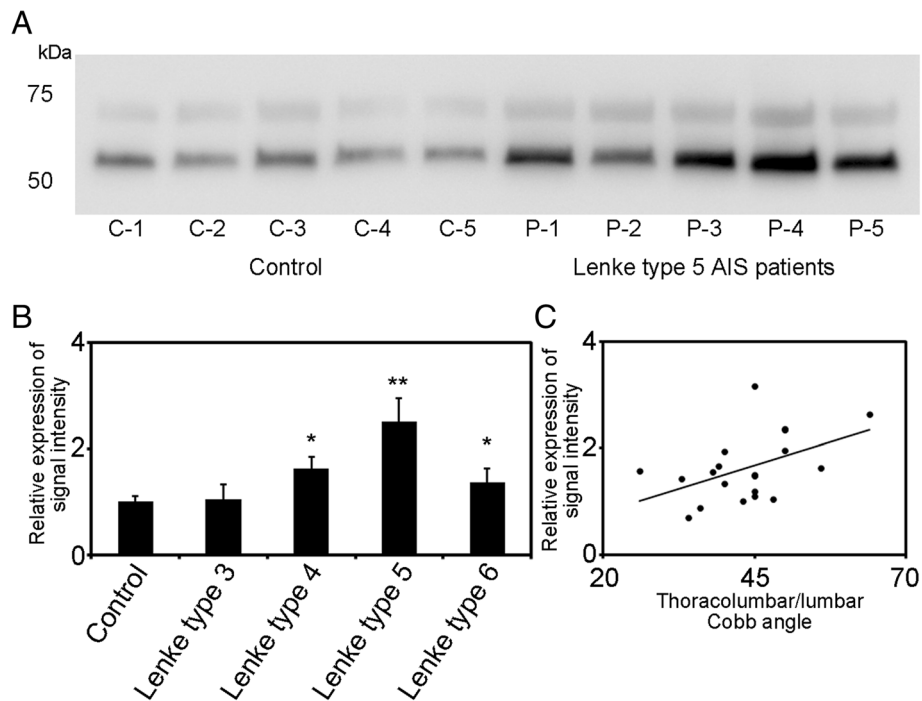 A
kDa
75
50
C-1 C-2 C-3 C-4 C-5 P-1 P-2 P-3 P-4 P-5
Control Lenke type 5 AIS patients
B
Relative expression of
signal intensity
4
2
0
* ** *
Control
Lenke type 3
Lenke type 4
Lenke type 5
Lenke type 6
C
Relative expression of
signal intensity
4
2
0
20 45 70
Thoracolumbar/lumbar
Cobb angle